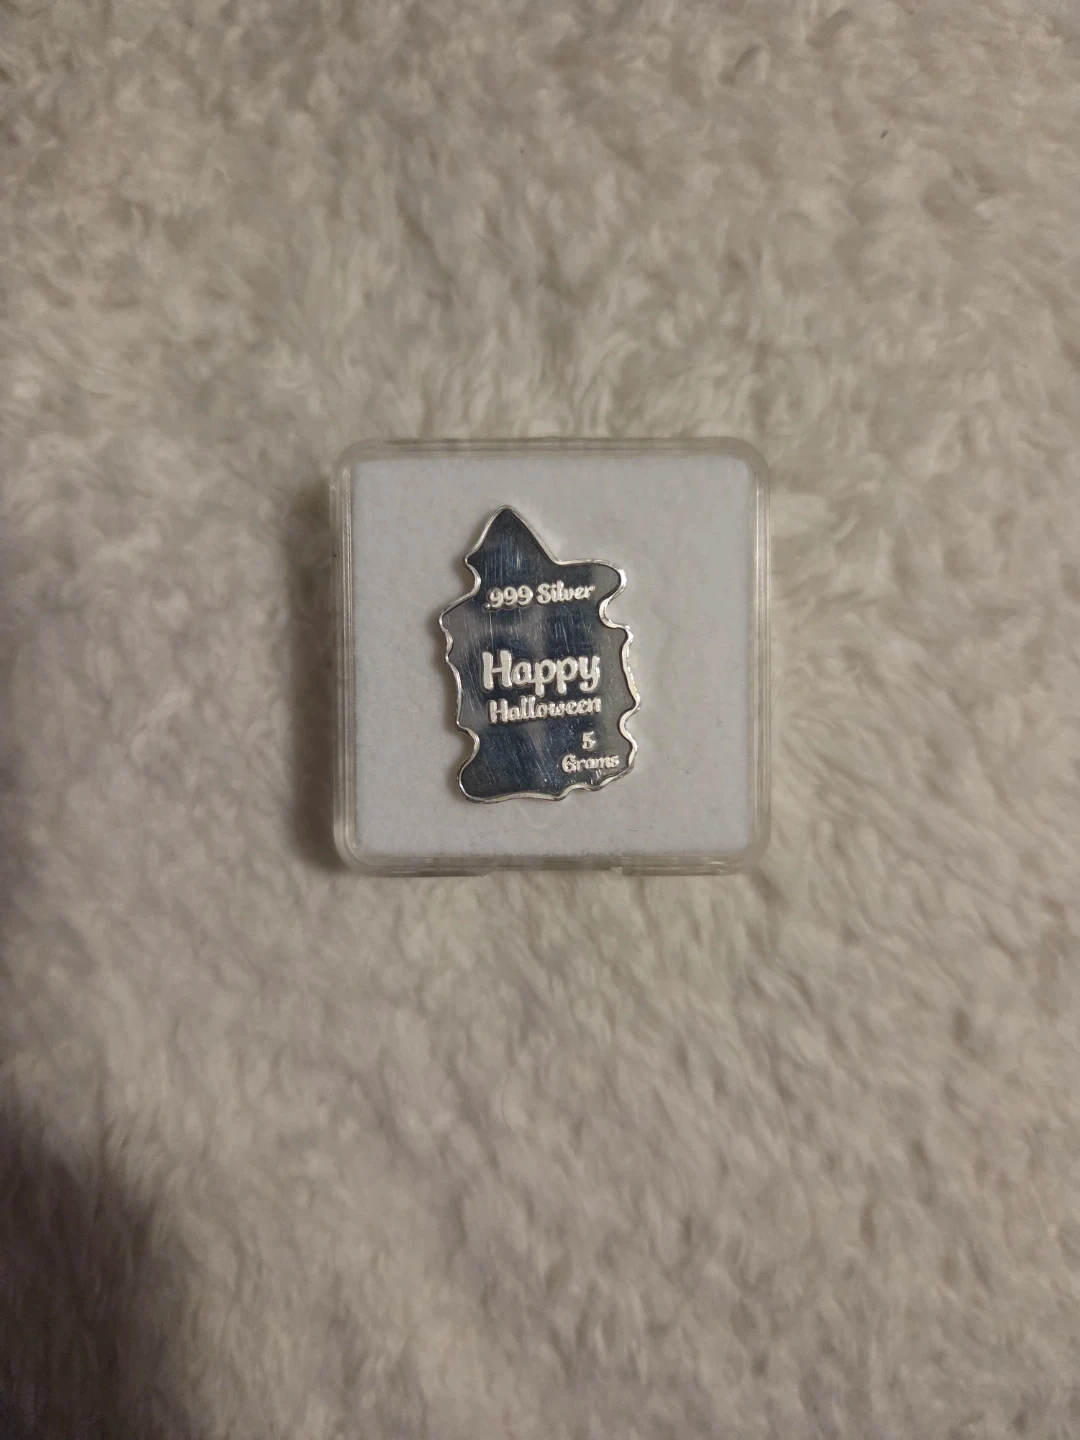 .999 Silver
Happy
Halloween
5
Grams